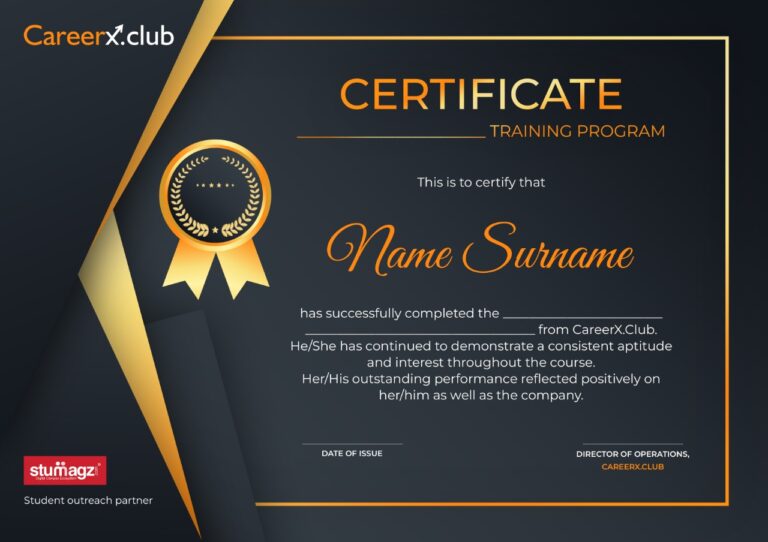 Careerx.club
CERTIFICATE
TRAINING PROGRAM
This is to certify that
Name Surname
has successfully completed the ______________________
________________________________ from CareerX.Club.
He/She has continued to demonstrate a consistent aptitude
and interest throughout the course.
Her/His outstanding performance reflected positively on
her/him as well as the company.
DATE OF ISSUE
DIRECTOR OF OPERATIONS,
CAREERX.CLUB
stumagz
Student outreach partner